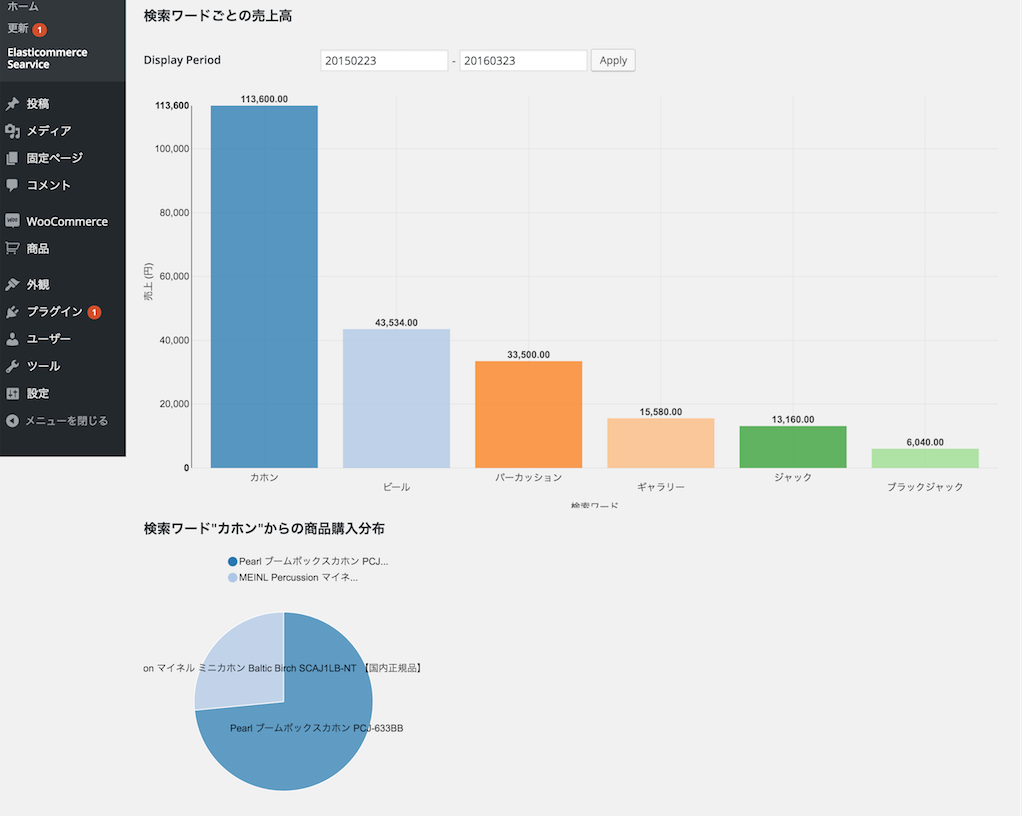 ホーム
更新 1
Elasticommerce
Searvice
投稿
メディア
固定ページ
コメント
WooCommerce
商品
外観
プラグイン 1
ユーザー
ツール
設定
メニューを閉じる
検索ワードごとの売上高
Display Period 20150223 - 20160323 Apply
売上 (円)
113,600
100,000
80,000
60,000
40,000
20,000
0
113,600.00
43,534.00
33,500.00
15,580.00
13,160.00
6,040.00
カホン
ビール
パーカッション
ギャラリー
ジャック
ブラックジャック
検索ワード
検索ワード"カホン"からの商品購入分布
Pearl ブームボックスカホン PCJ...
MEINL Percussion マイネ...
on マイネル ミニカホン Baltic Birch SCAJ1LB-NT 【国内正規品】
Pearl ブームボックスカホン PCJ-633BB